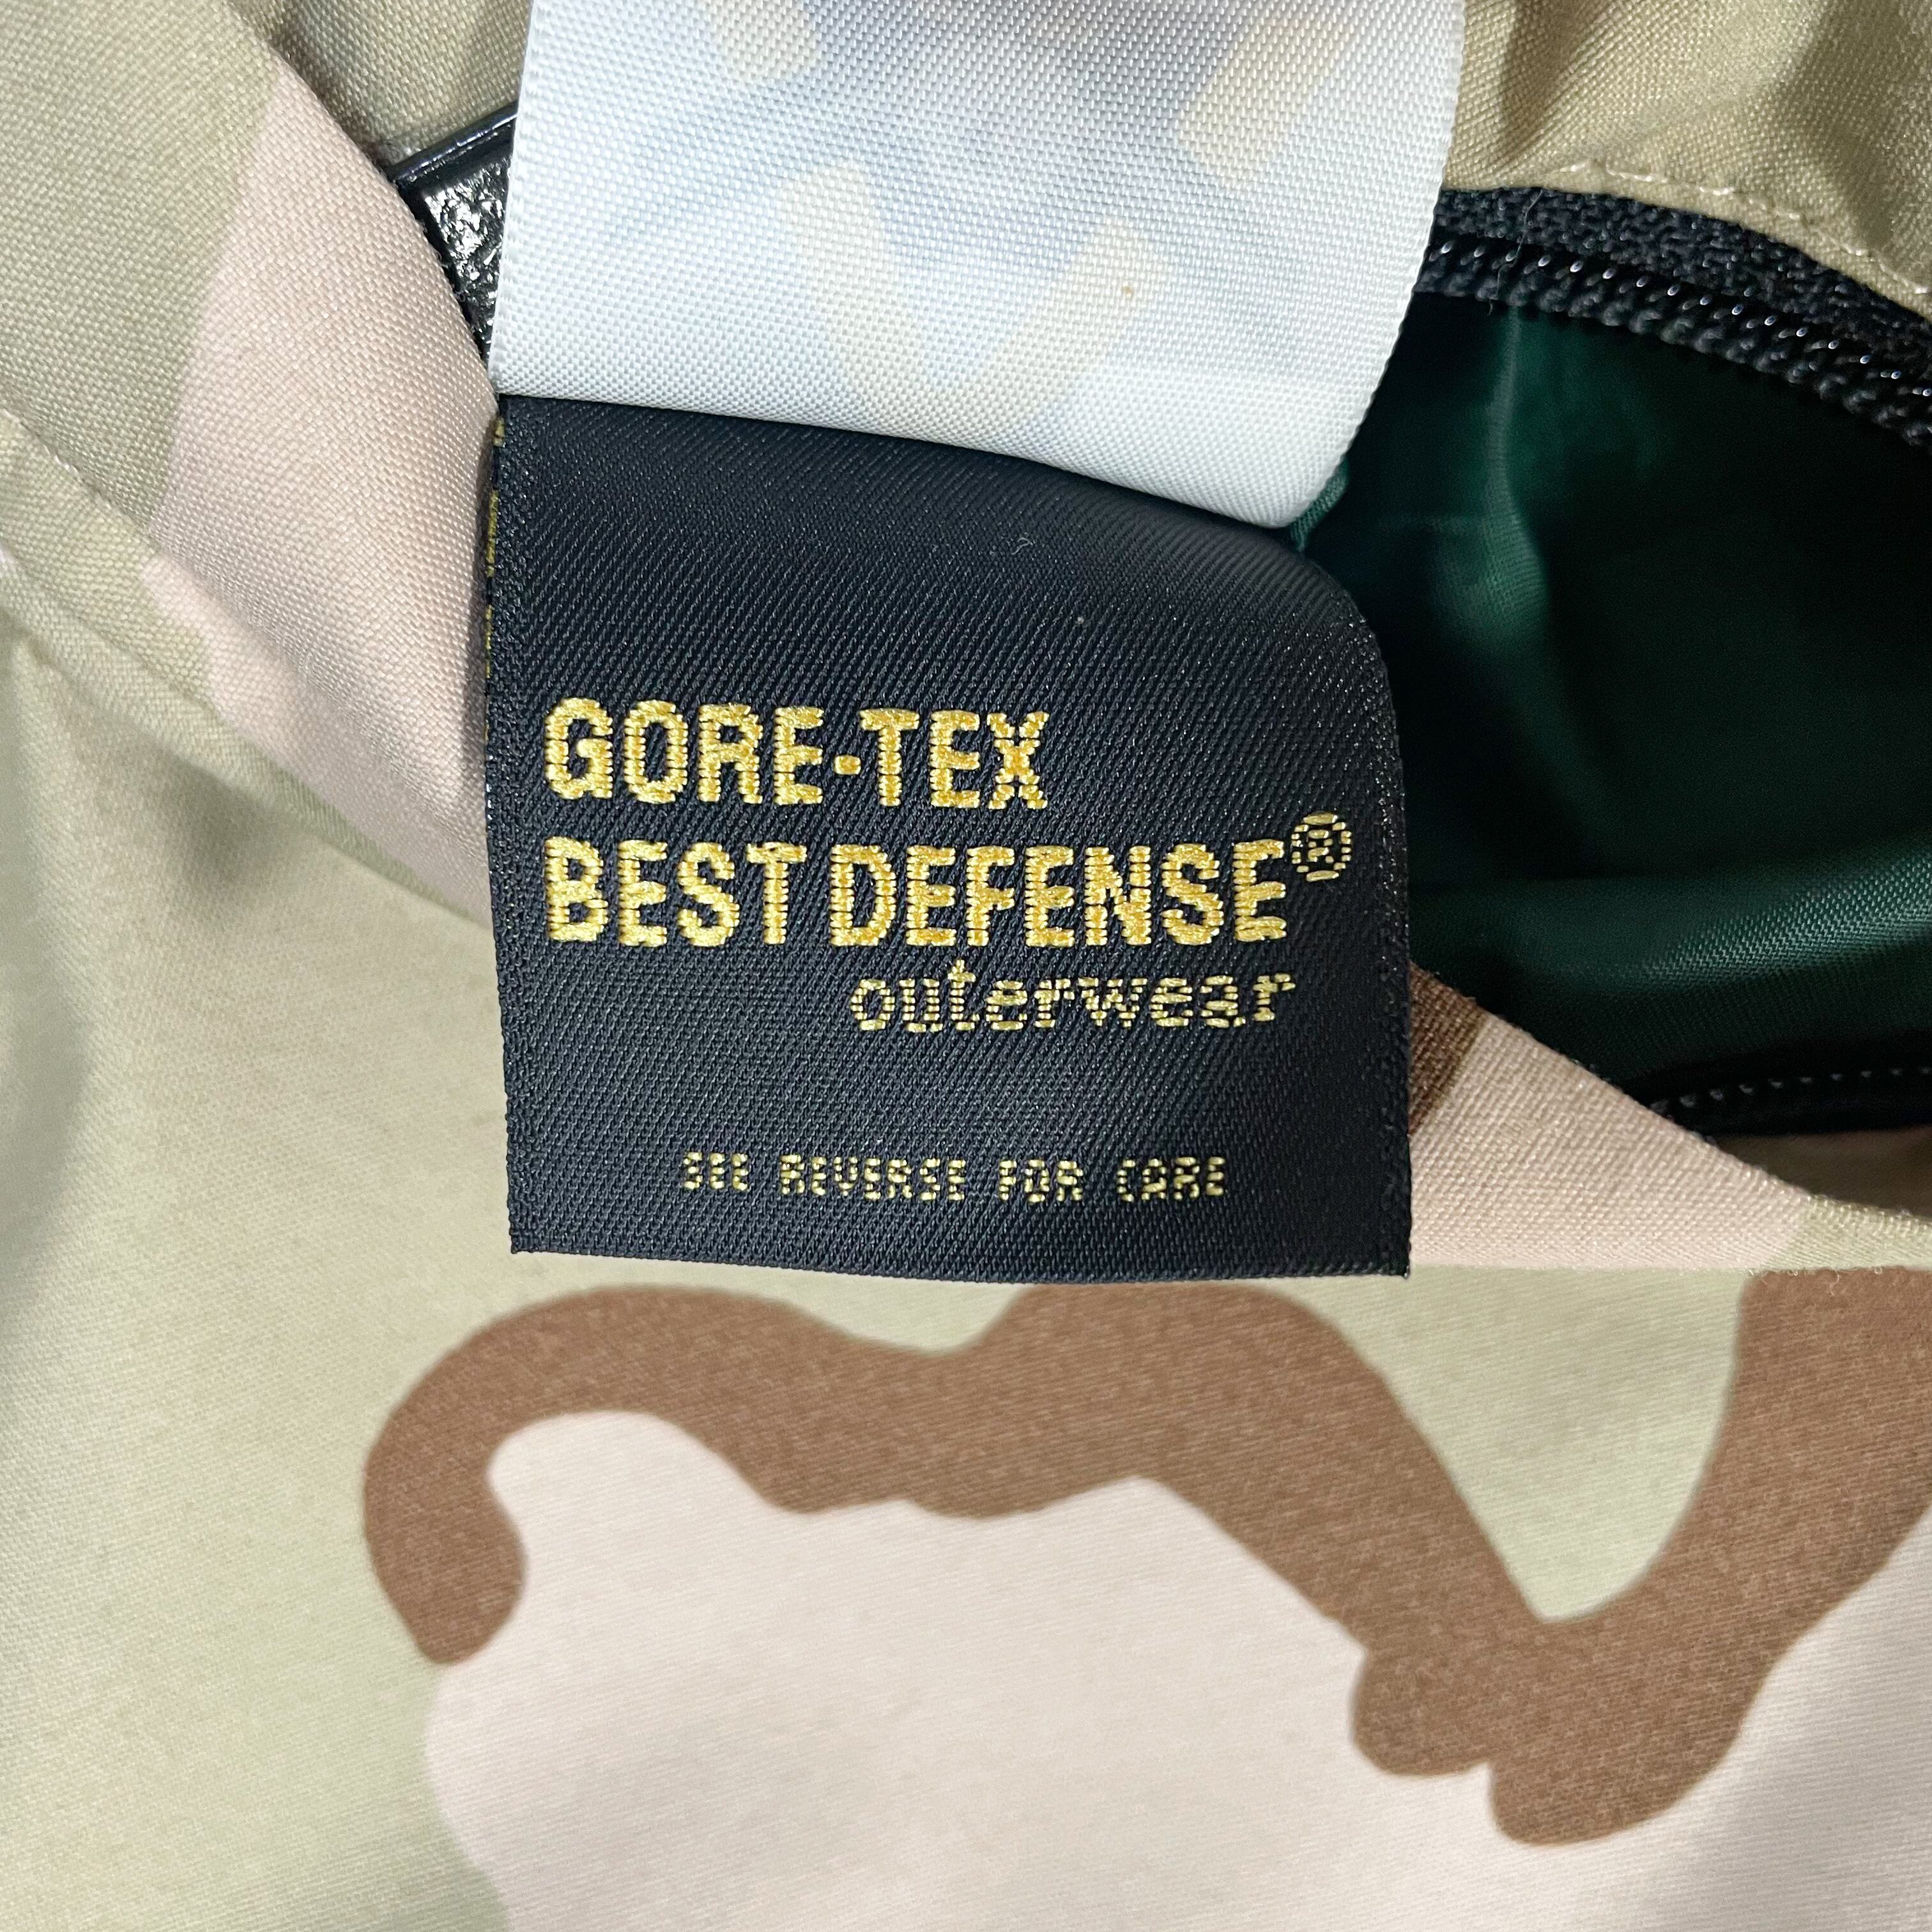 GORE-TEX
BEST DEFENSE®
outerwear
SEE REVERSE FOR CARE